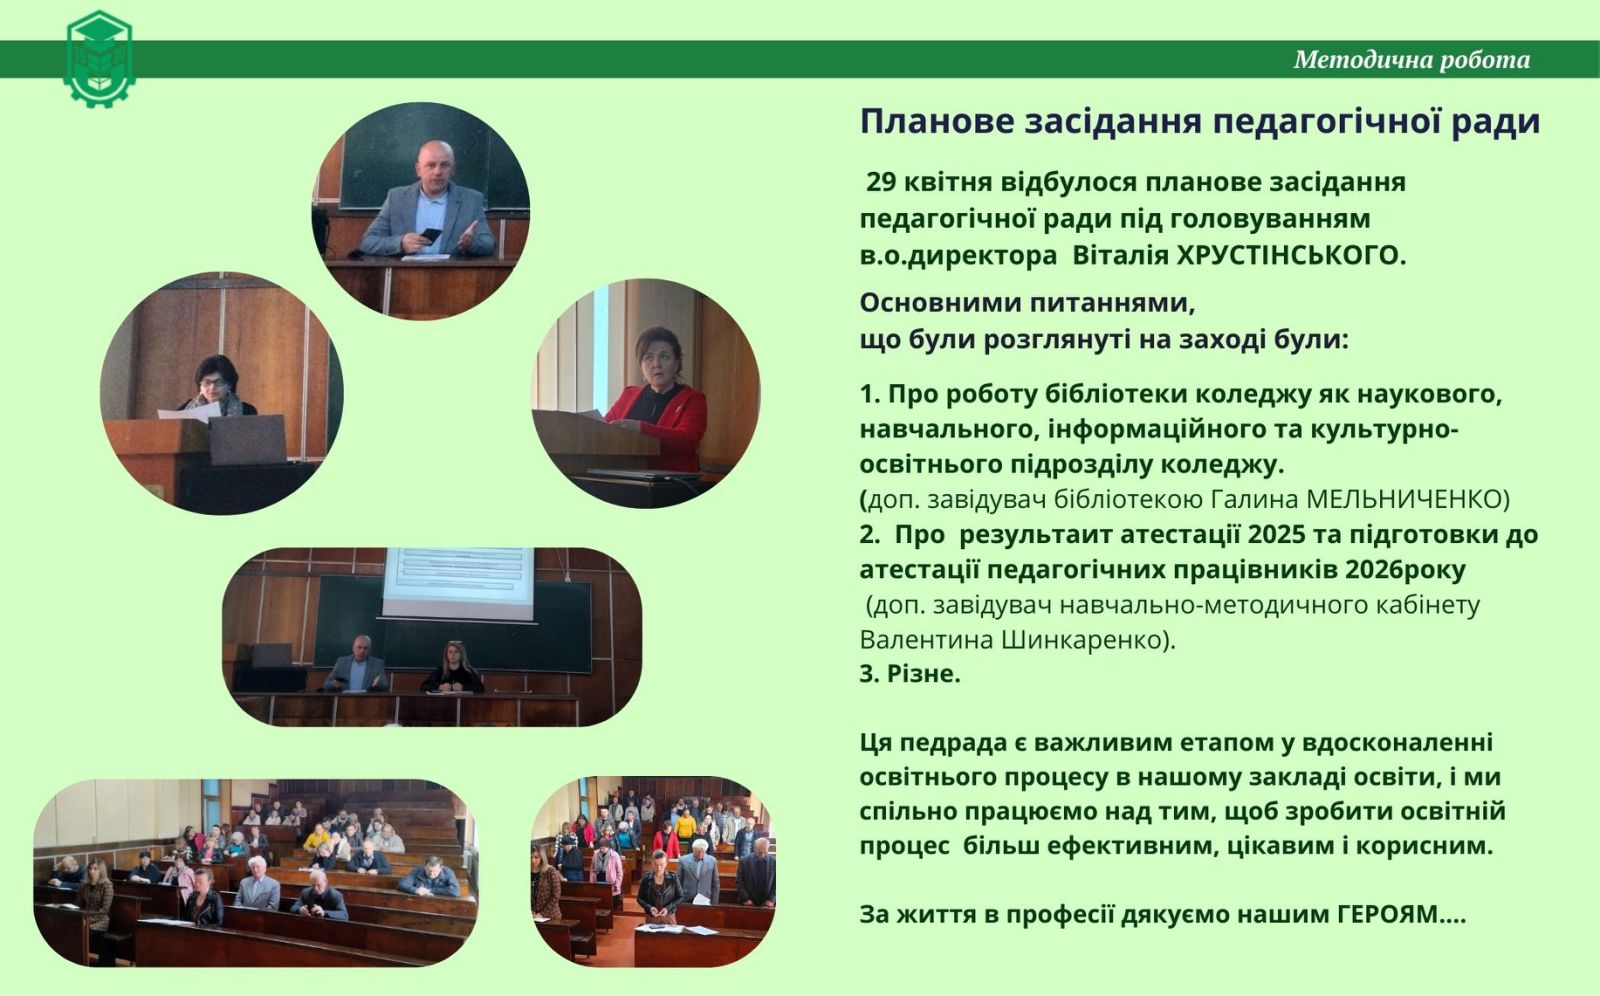 Методична робота
Планове засідання педагогічної ради
29 квітня відбулося планове засідання
педагогічної ради під головуванням
в.о.директора  Віталія ХРУСТІНСЬКОГО.
Основними питаннями,
що були розглянуті на заході були:
1. Про роботу бібліотеки коледжу як наукового,
навчального, інформаційного та культурно-
освітнього підрозділу коледжу.
(доп. завідувач бібліотекою Галина МЕЛЬНИЧЕНКО)
2.  Про  результаит атестації 2025 та підготовки до
атестації педагогічних працівників 2026року
(доп. завідувач навчально-методичного кабінету
Валентина Шинкаренко).
3. Різне.
Ця педрада є важливим етапом у вдосконаленні
освітнього процесу в нашому закладі освіти, і ми
спільно працюємо над тим, щоб зробити освітній
процес  більш ефективним, цікавим і корисним.
За життя в професії дякуємо нашим ГЕРОЯМ....